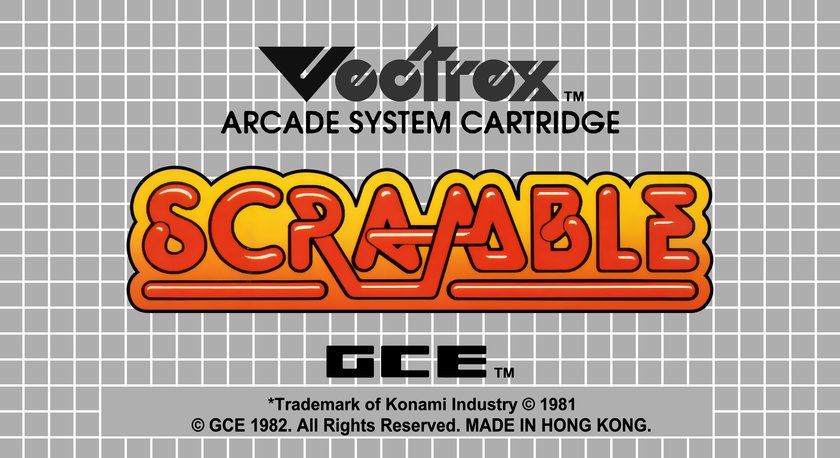 Vectrex™
ARCADE SYSTEM CARTRIDGE
SCRAMBLE
GCE™
*Trademark of Konami Industry © 1981
© GCE 1982. All Rights Reserved. MADE IN HONG KONG.